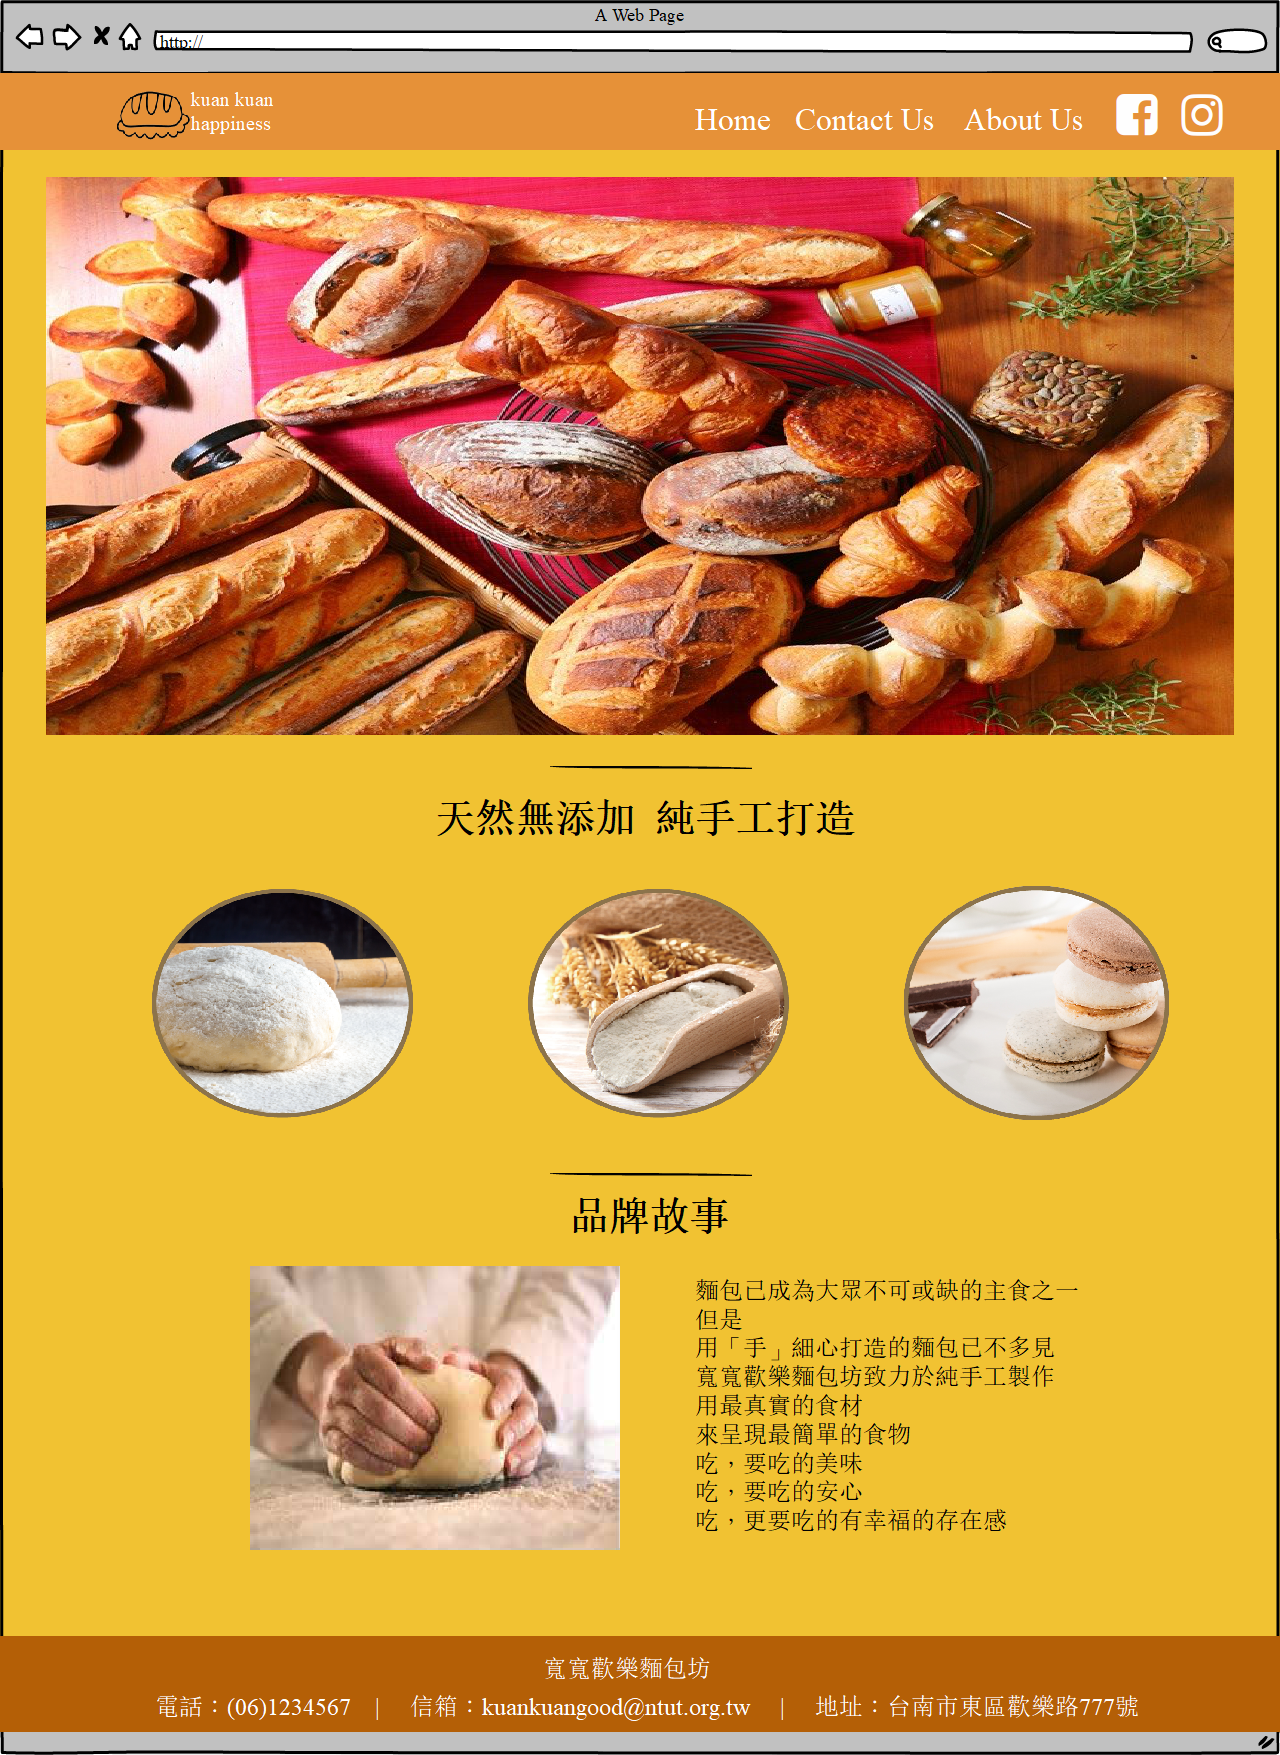 A Web Page
http://
kuan kuan
happiness
Home
Contact Us
About Us
天然無添加 純手工打造
品牌故事
麵包已成為大眾不可或缺的主食之一
但是
用「手」細心打造的麵包已不多見
寬寬歡樂麵包坊致力於純手工製作
用最真實的食材
來呈現最簡單的食物
吃，要吃的美味
吃，要吃的安心
吃，更要吃的有幸福的存在感
寬寬歡樂麵包坊
電話：(06)1234567 | 信箱：kuankuangood@ntut.org.tw | 地址：台南市東區歡樂路777號